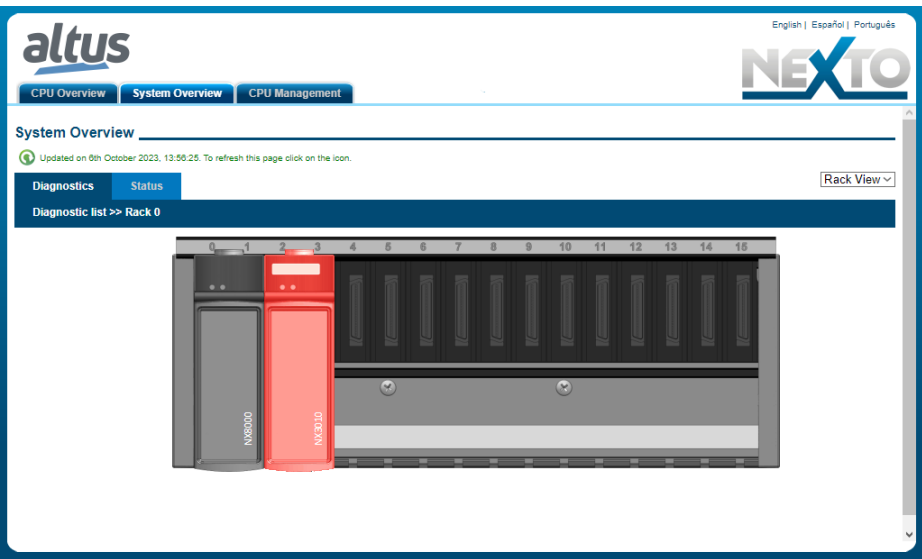 English | Español | Português
altus
NEXTO
CPU Overview System Overview CPU Management
System Overview
Updated on 6th October 2023, 13:56:25. To refresh this page click on the icon.
Diagnostics Status
Rack View
Diagnostic list >> Rack 0
0 1 2 3 4 5 6 7 8 9 10 11 12 13 14 15
NX8000
NX3010